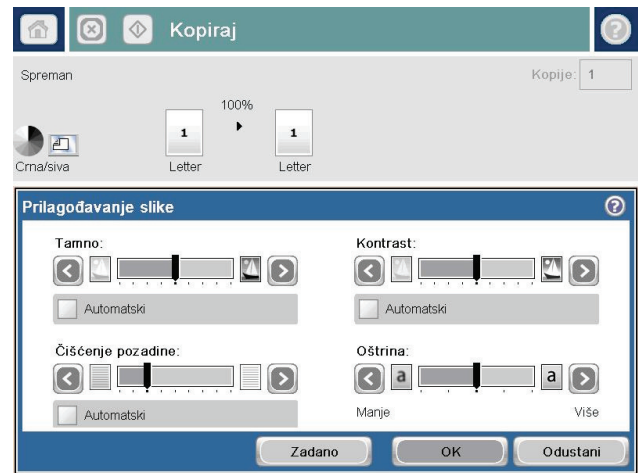 Kopiraj
Spreman
Kopije: 1
100%
1 1
Crna/siva Letter Letter
Prilagođavanje slike
Tamno: Kontrast:
Automatski Automatski
Čišćenje pozadine: Oštrina:
a a
Automatski Manje Više
Zadano OK Odustani